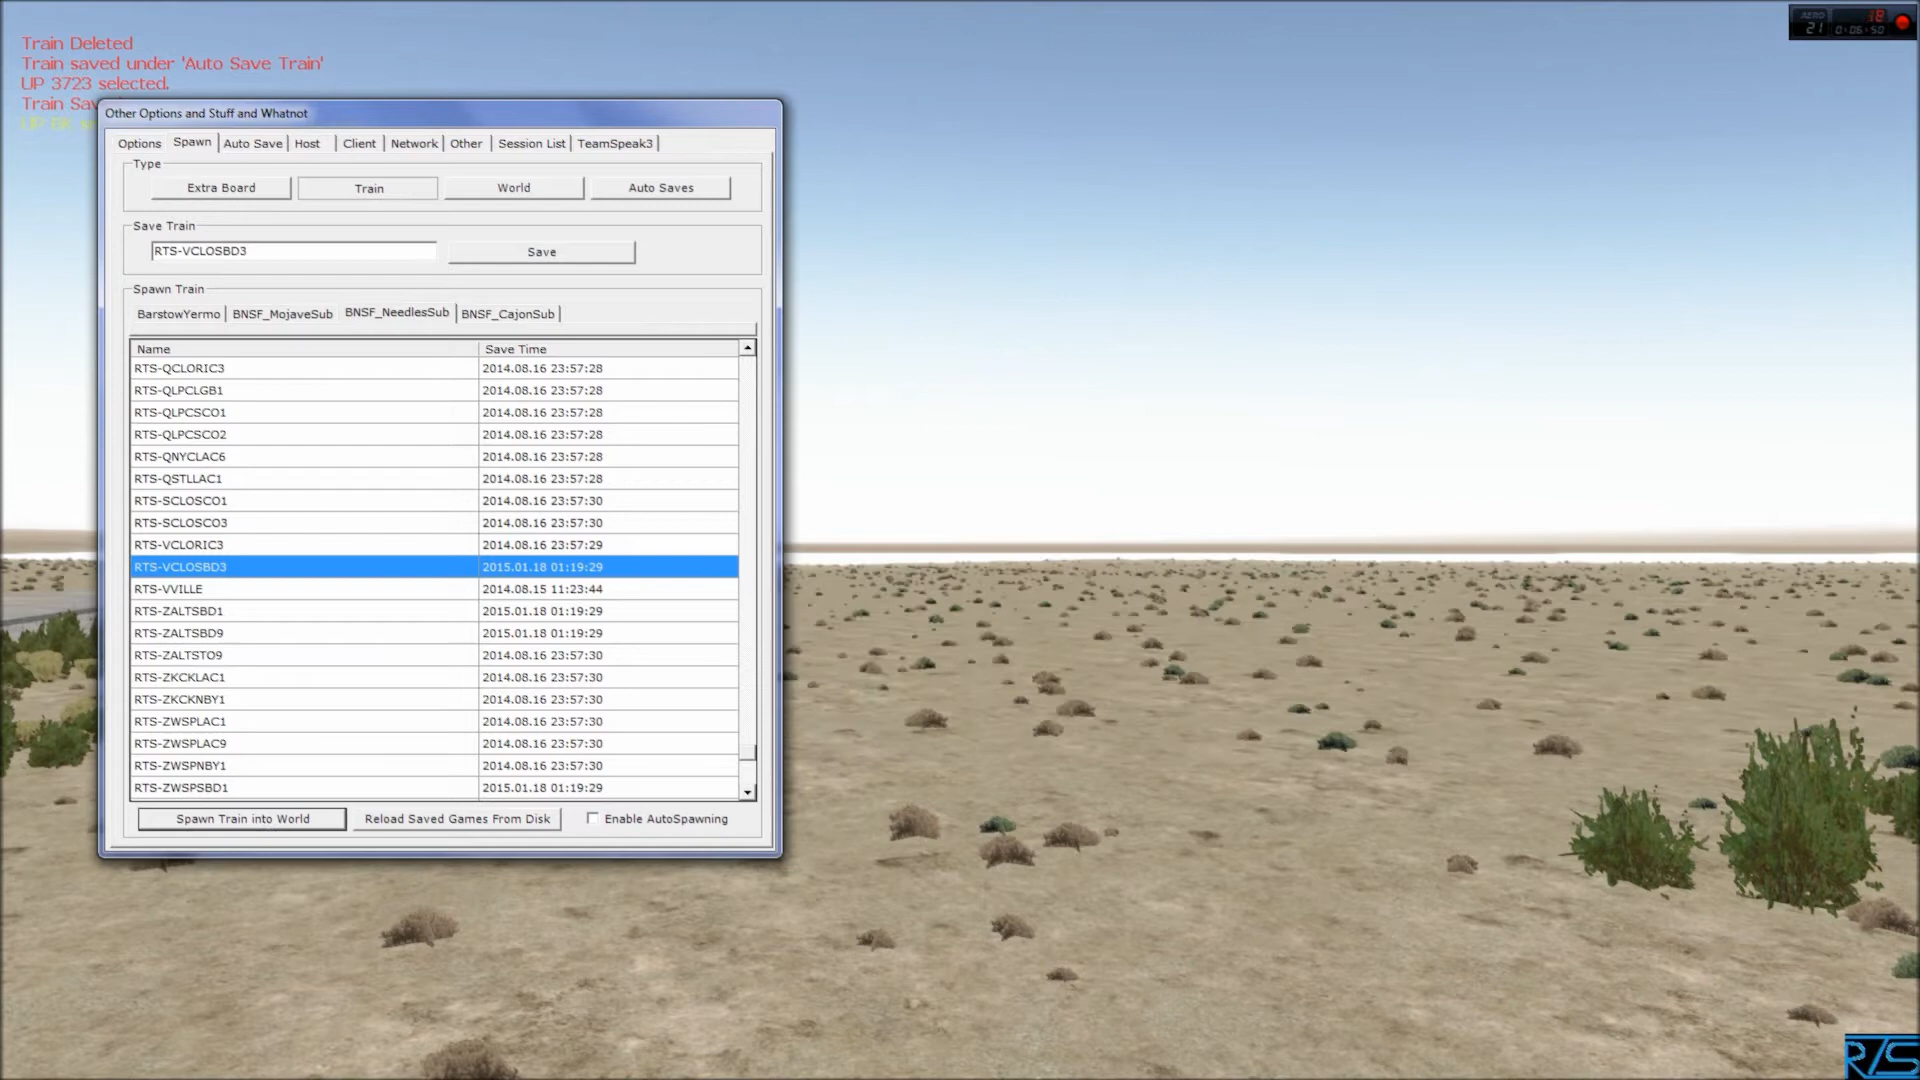 Train Deleted
Train saved under 'Auto Save Train'
UP 3723 selected.
Train Sav
Other Options and Stuff and Whatnot
Options Spawn Auto Save Host Client Network Other Session List TeamSpeak3
Type
Extra Board Train World Auto Saves
Save Train
RTS-VCLOSBD3 Save
Spawn Train
BarstowYermo BNSF_MojaveSub BNSF_NeedlesSub BNSF_CajonSub
Name Save Time
RTS-QCLORIC3 2014.08.16 23:57:28
RTS-QLPCLGB1 2014.08.16 23:57:28
RTS-QLPCSCO1 2014.08.16 23:57:28
RTS-QLPCSCO2 2014.08.16 23:57:28
RTS-QNYCLAC6 2014.08.16 23:57:28
RTS-QSTLLAC1 2014.08.16 23:57:28
RTS-SCLOSCO1 2014.08.16 23:57:30
RTS-SCLOSCO3 2014.08.16 23:57:30
RTS-VCLORIC3 2014.08.16 23:57:29
RTS-VCLOSBD3 2015.01.18 01:19:29
RTS-VVILLE 2014.08.15 11:23:44
RTS-ZALTSBD1 2015.01.18 01:19:29
RTS-ZALTSBD9 2015.01.18 01:19:29
RTS-ZALTSTO9 2014.08.16 23:57:30
RTS-ZKCKLAC1 2014.08.16 23:57:30
RTS-ZKCKNBY1 2014.08.16 23:57:30
RTS-ZWSPLAC1 2014.08.16 23:57:30
RTS-ZWSPLAC9 2014.08.16 23:57:30
RTS-ZWSPNBY1 2014.08.16 23:57:30
RTS-ZWSPSBD1 2015.01.18 01:19:29
Spawn Train into World Reload Saved Games From Disk Enable AutoSpawning
AERO 18
21 0:06:50
R/S